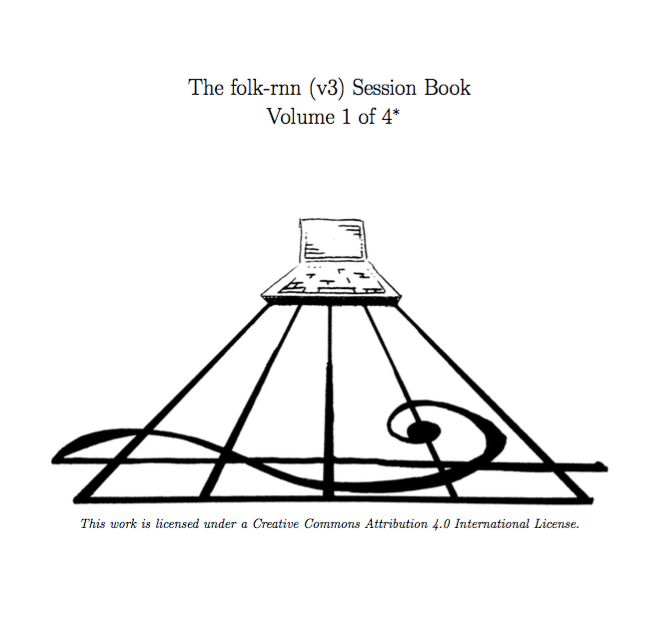 The folk-rnn (v3) Session Book
Volume 1 of 4*
This work is licensed under a Creative Commons Attribution 4.0 International License.